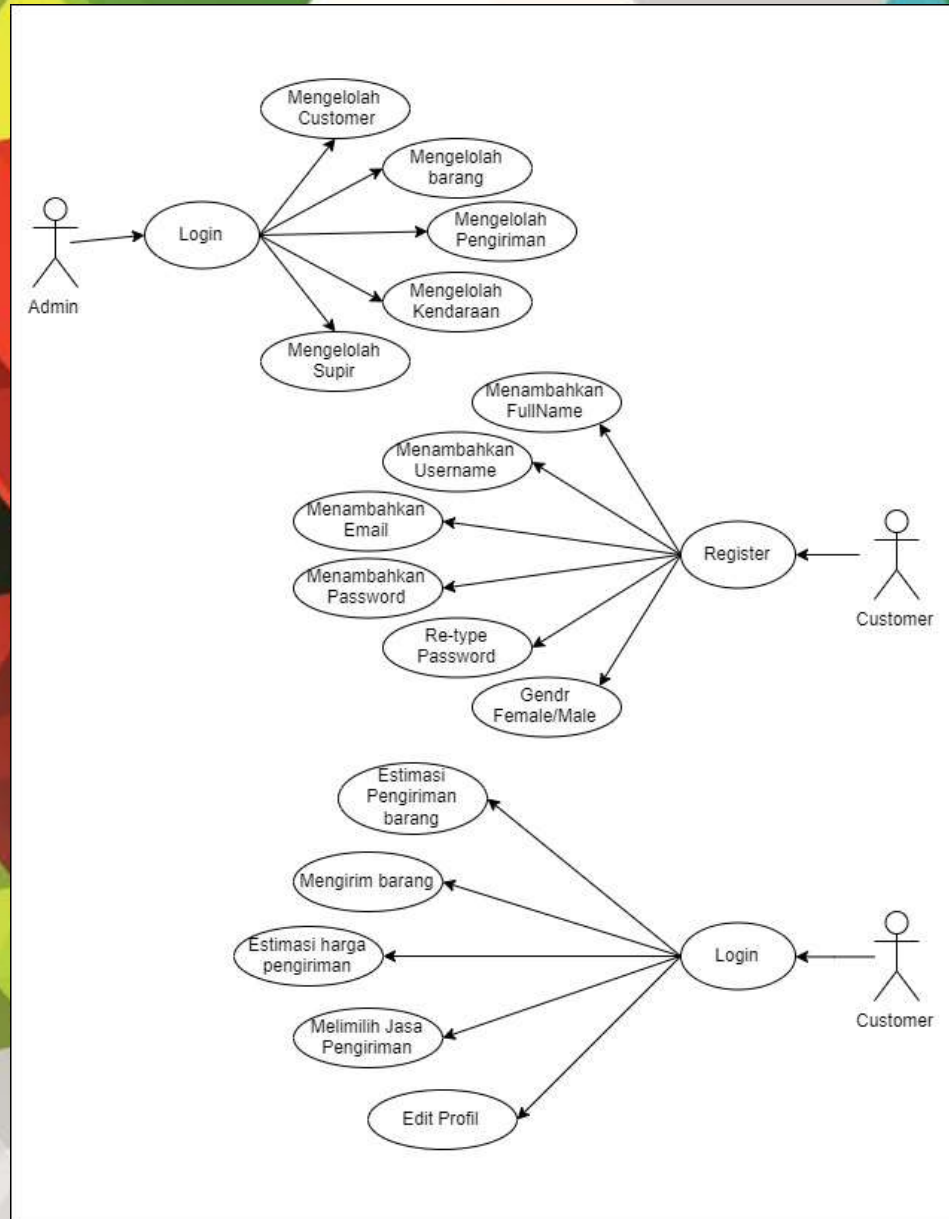 Mengelolah
Customer
Mengelolah
barang
Mengelolah
Pengiriman
Login
Admin
Mengelolah
Kendaraan
Mengelolah
Supir
Menambahkan
FullName
Menambahkan
Username
Menambahkan
Email
Register
Menambahkan
Password
Customer
Re-type
Password
Gendr
Female/Male
Estimasi
Pengiriman
barang
Mengirim barang
Estimasi harga
pengiriman
Login
Customer
Melimilih Jasa
Pengiriman
Edit Profil